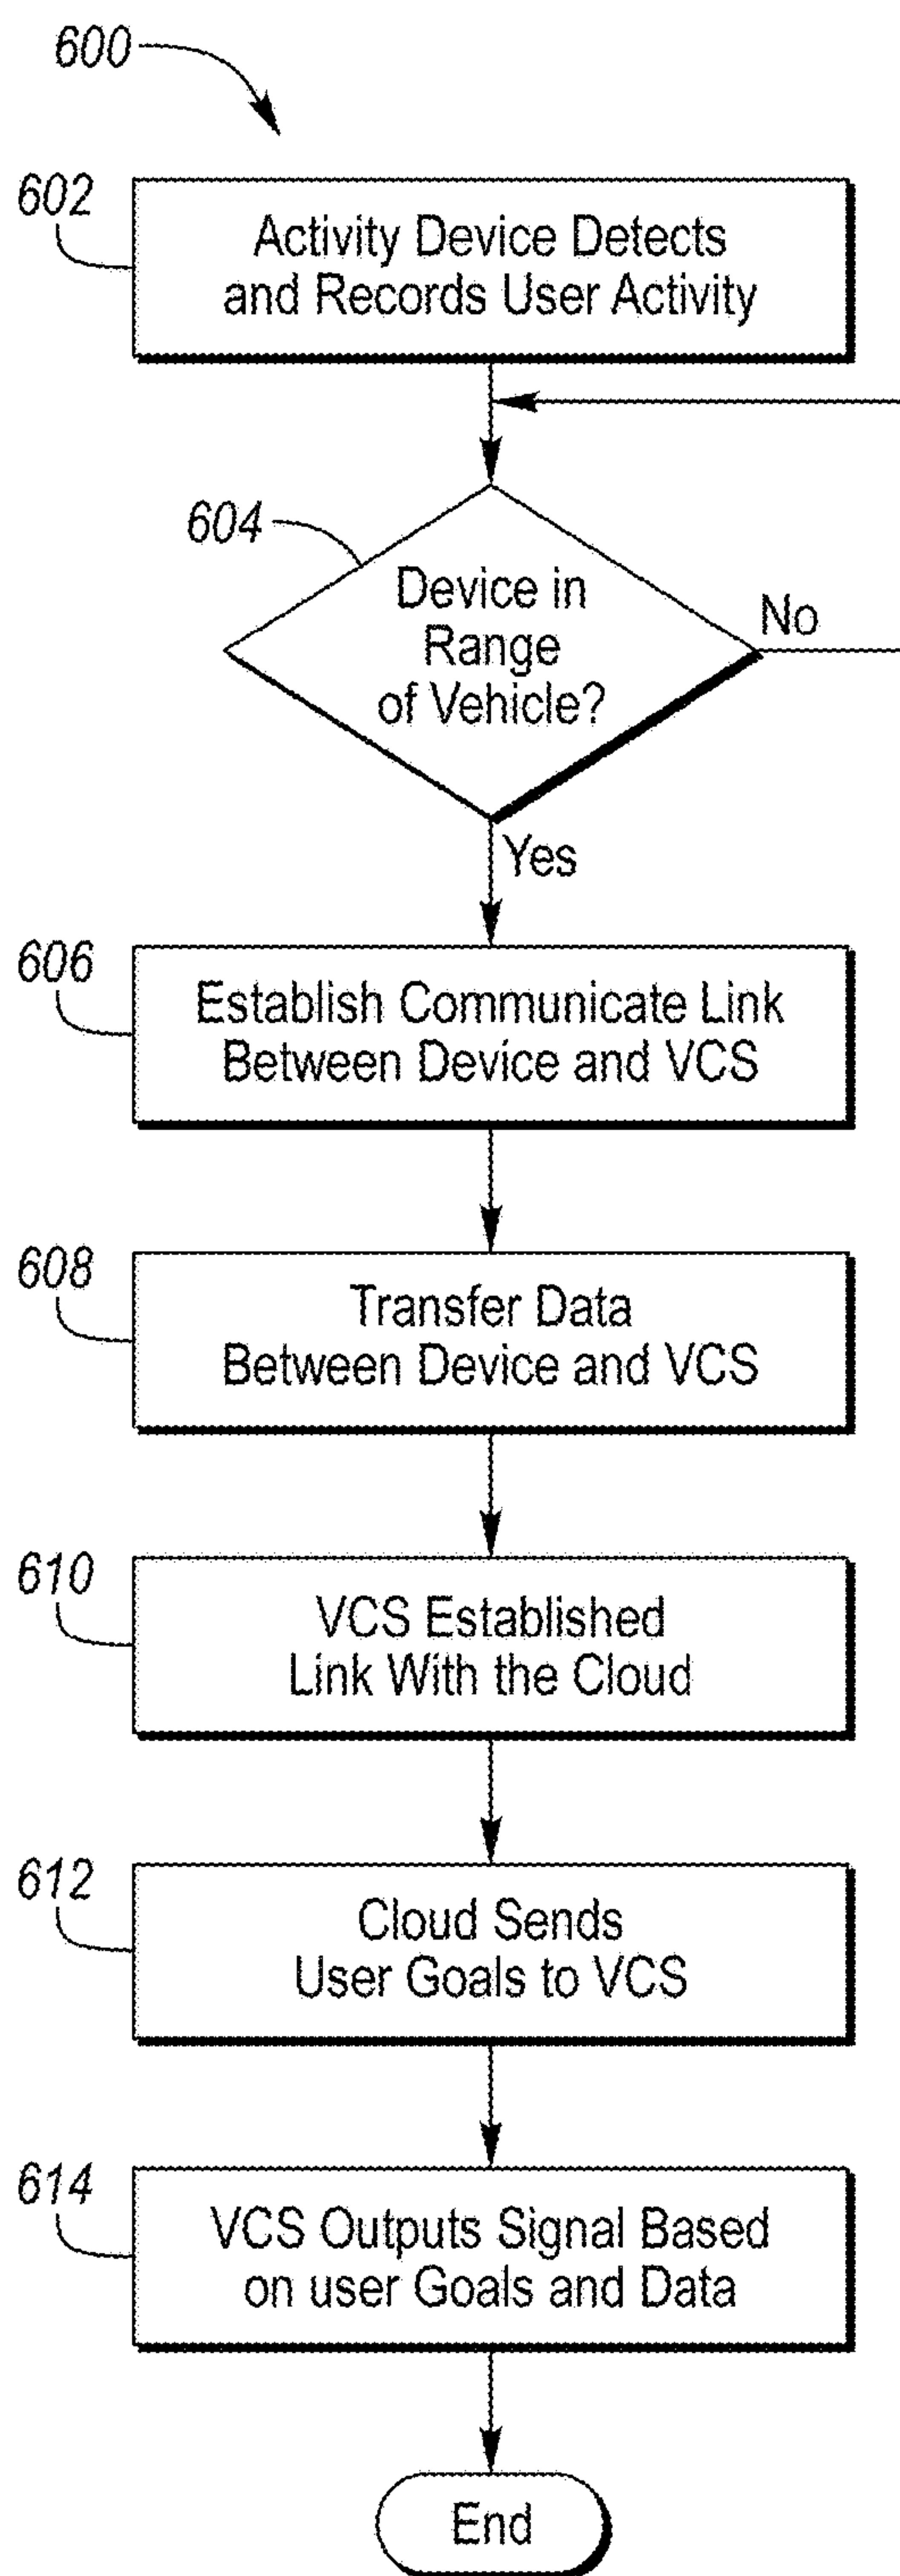 600
602
Activity Device Detects
and Records User Activity
604
Device in
Range
of Vehicle?
No
Yes
606
Establish Communicate Link
Between Device and VCS
608
Transfer Data
Between Device and VCS
610
VCS Established
Link With the Cloud
612
Cloud Sends
User Goals to VCS
614
VCS Outputs Signal Based
on user Goals and Data
End